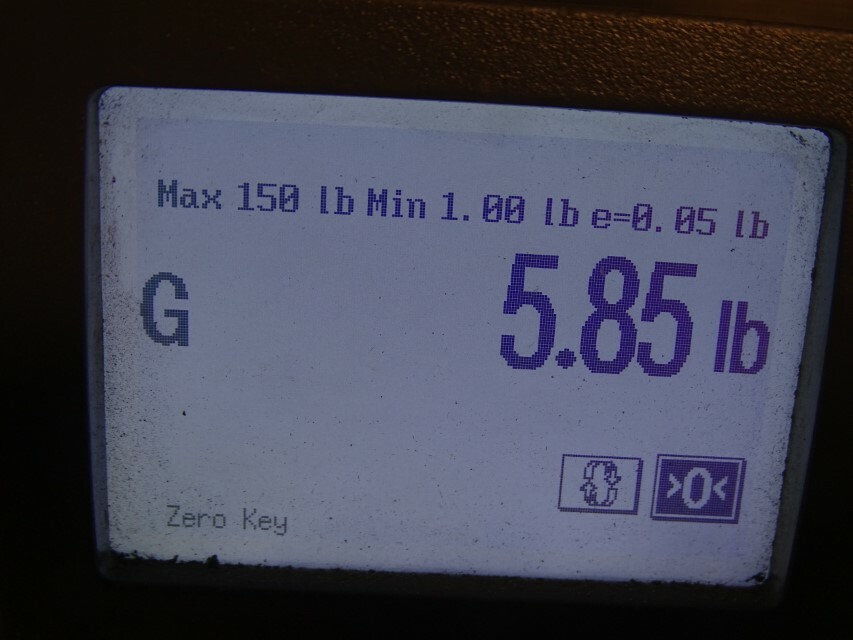 Max 150 lb Min 1.00 lb e=0.05 lb
G 5.85 lb
>0<
Zero Key